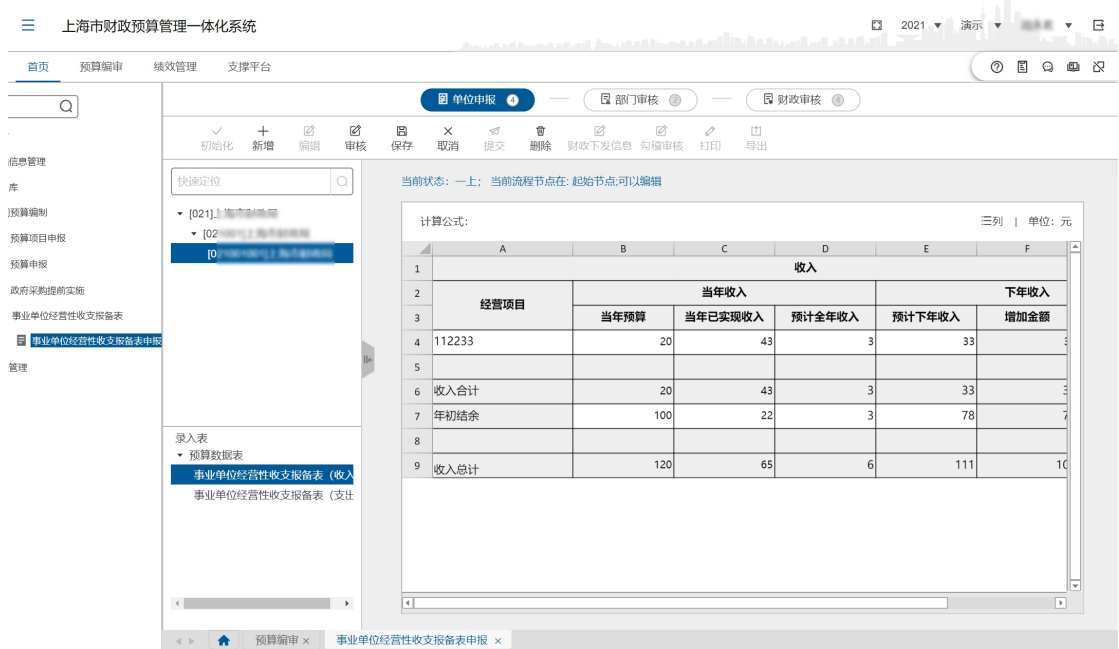 上海市财政预算管理一体化系统
2021 演示
首页 预算编审 绩效管理 支撑平台
单位申报 4 部门审核 2 财政审核 4
初始化 新增 编辑 审核 保存 取消 提交 删除 财政下发信息 勾稽审核 打印 导出
信息管理
库
预算编制
预算项目申报
预算申报
政府采购提前实施
事业单位经营性收支报备表
事业单位经营性收支报备表申报
管理
快速定位
[021]
[02
[0
录入表
预算数据表
事业单位经营性收支报备表（收入
事业单位经营性收支报备表（支出
当前状态：一上； 当前流程节点在: 起始节点;可以编辑
计算公式: 三列 | 单位: 元
A B C D E F
1 收入
2 经营项目 当年收入 下年收入
3 当年预算 当年已实现收入 预计全年收入 预计下年收入 增加金额
4 112233 20 43 3 33
5
6 收入合计 20 43 3 33
7 年初结余 100 22 3 78
8
9 收入总计 120 65 6 111 10
预算编审 × 事业单位经营性收支报备表申报 ×